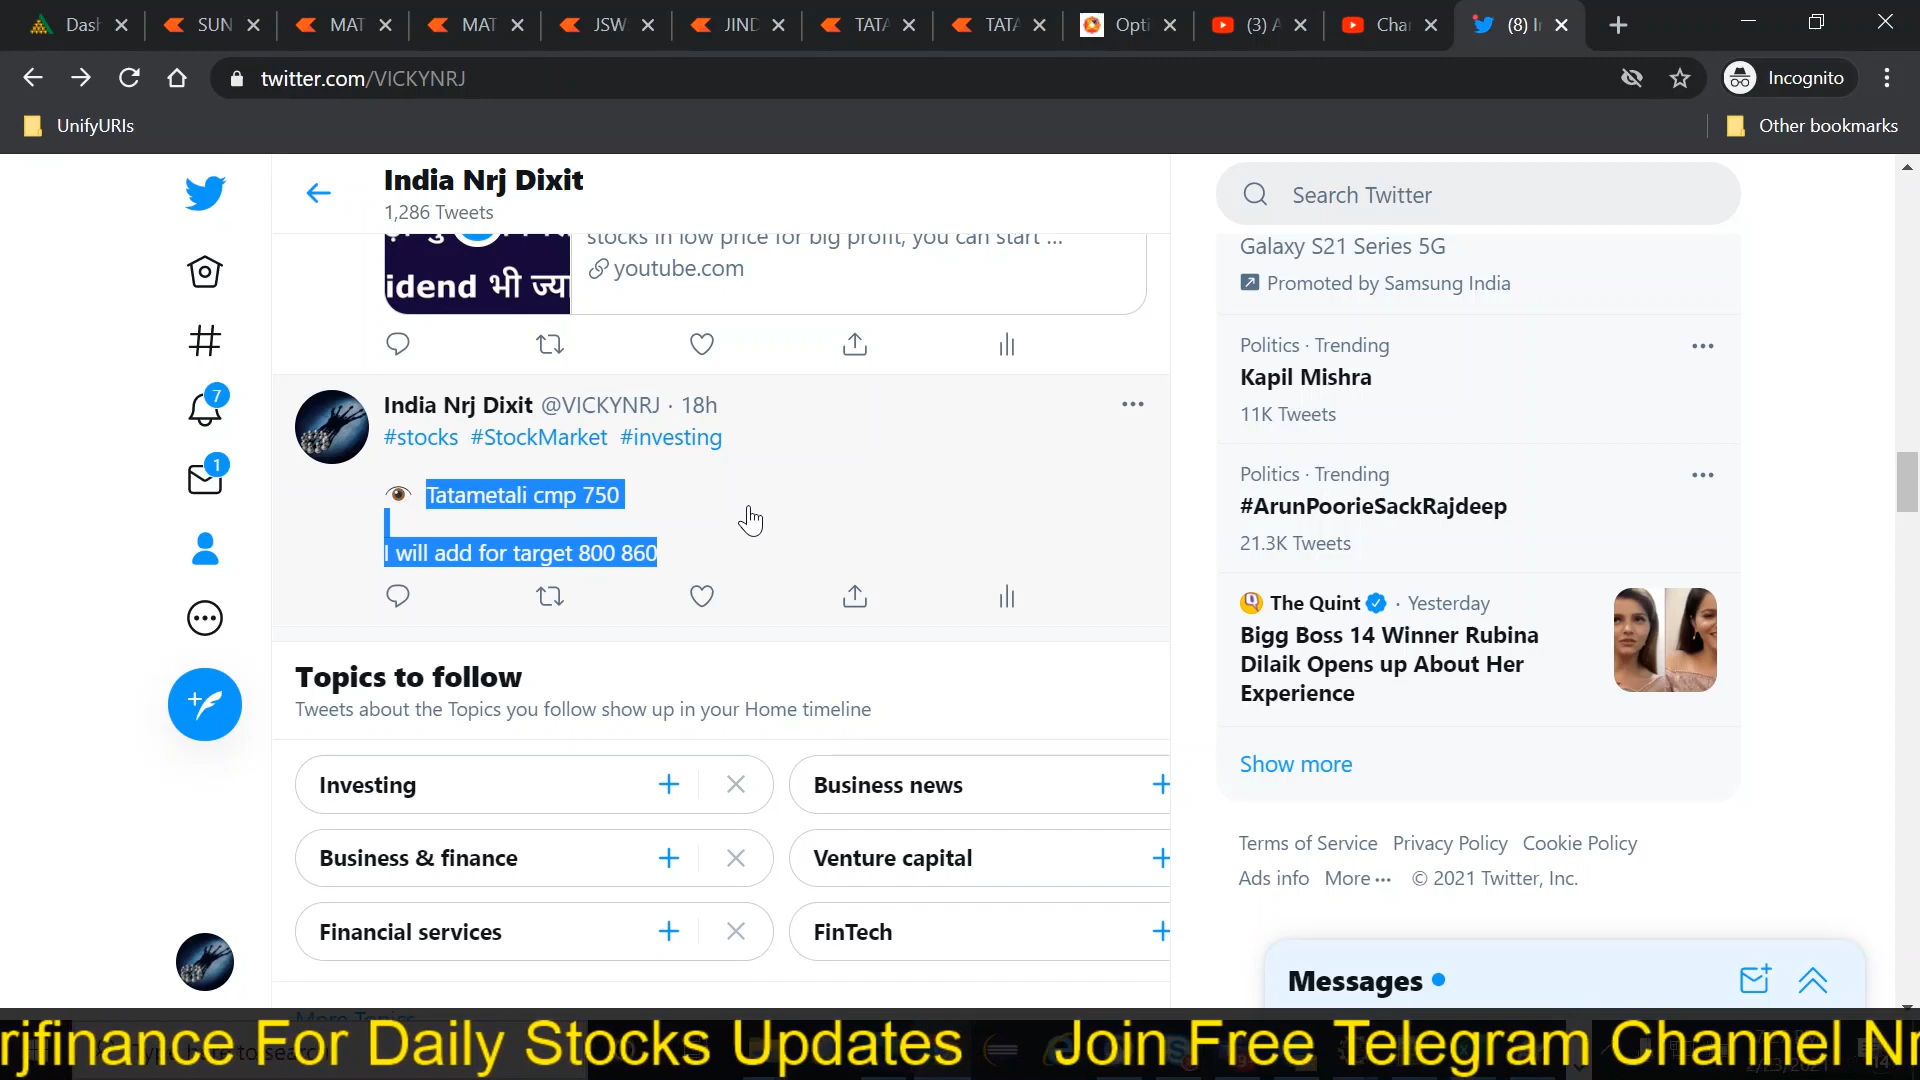 Dash
SUN
MAT
MAT
JSW
JIND
TATA
TATA
Opti
(3) A
Cha
(8) I
twitter.com/VICKYNRJ
Incognito
UnifyURIs
Other bookmarks
India Nrj Dixit
1,286 Tweets
stocks in low price for big profit, you can start ...
idend भी ज्या
youtube.com
India Nrj Dixit @VICKYNRJ · 18h
#stocks #StockMarket #investing
Tatametali cmp 750
I will add for target 800 860
7
1
Topics to follow
Tweets about the Topics you follow show up in your Home timeline
Investing
Business news
Business & finance
Venture capital
Financial services
FinTech
More Topics
Search Twitter
Galaxy S21 Series 5G
Promoted by Samsung India
Politics · Trending
Kapil Mishra
11K Tweets
Politics · Trending
#ArunPoorieSackRajdeep
21.3K Tweets
The Quint · Yesterday
Bigg Boss 14 Winner Rubina
Dilaik Opens up About Her
Experience
Show more
Terms of Service Privacy Policy Cookie Policy
Ads info More ··· © 2021 Twitter, Inc.
Messages
rjfinance For Daily Stocks Updates Join Free Telegram Channel Nr